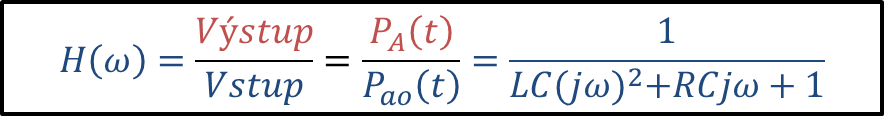 H(ω) = Výstup / Vstup = P_A(t) / P_ao(t) = 1 / LC(jω)²+RCjω + 1